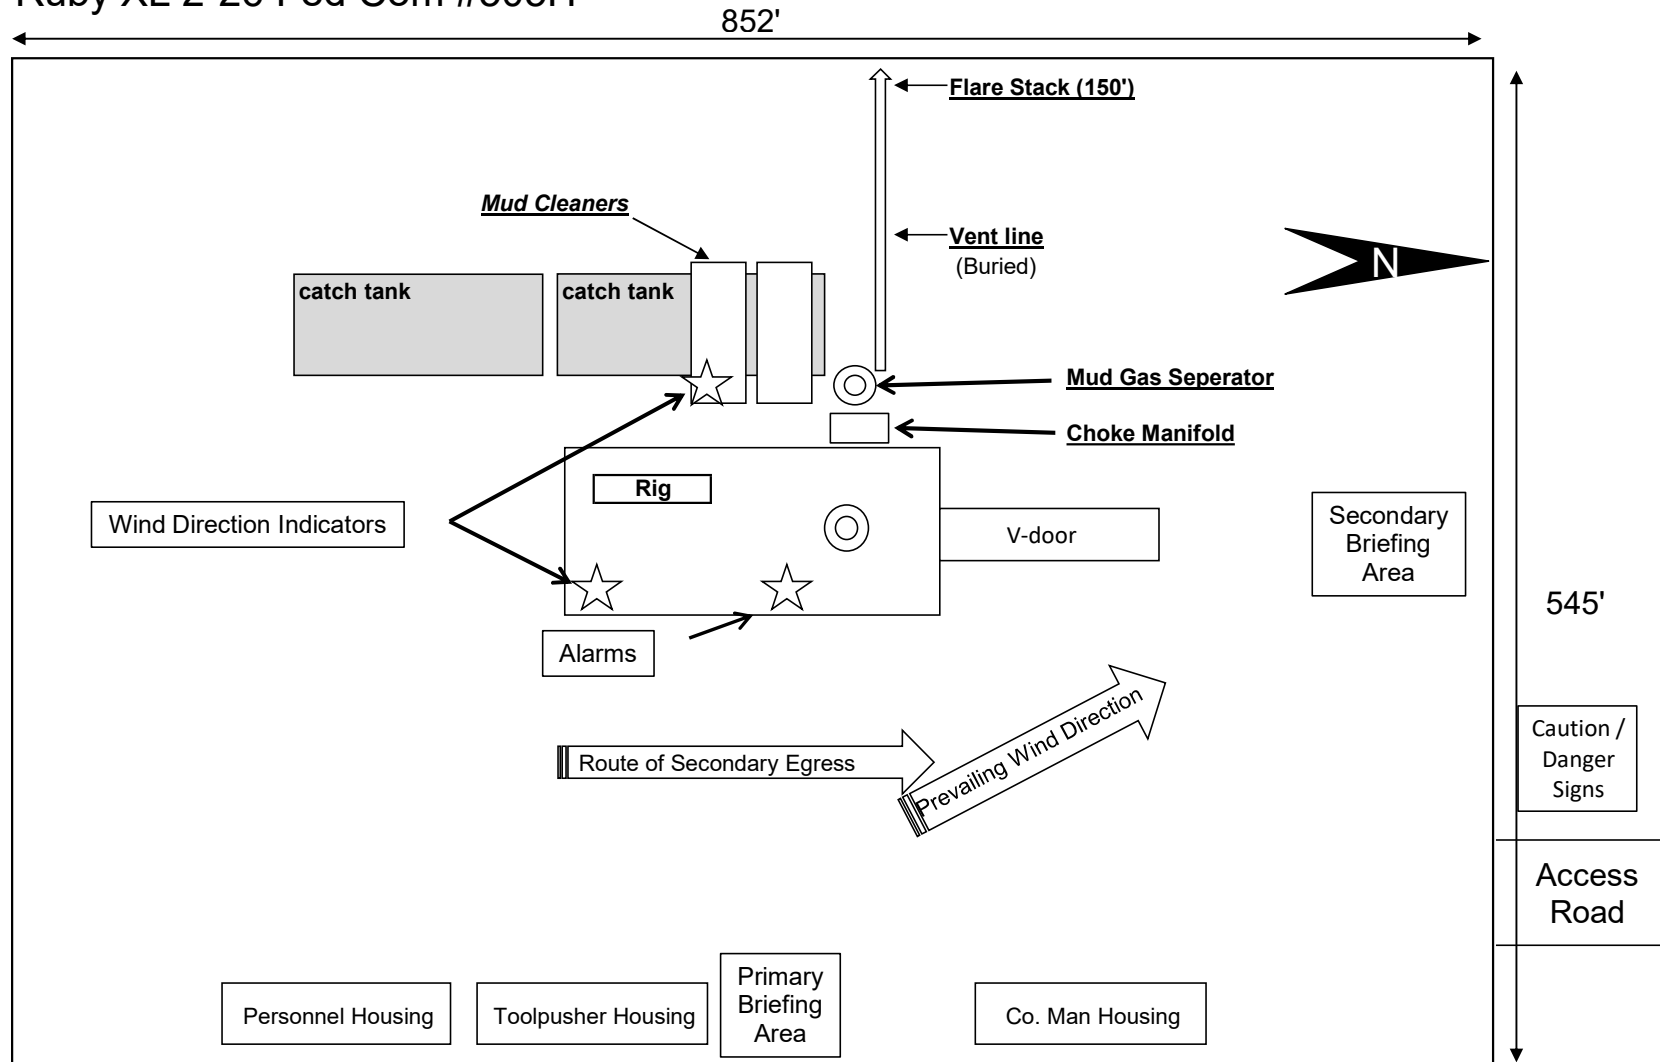 852'
Flare Stack (150')
Mud Cleaners
Vent line
(Buried)
N
catch tank
catch tank
Mud Gas Seperator
Choke Manifold
Rig
Wind Direction Indicators
V-door
Secondary
Briefing
Area
545'
Alarms
Prevailing Wind Direction
Route of Secondary Egress
Caution /
Danger
Signs
Access
Road
Personnel Housing
Toolpusher Housing
Primary
Briefing
Area
Co. Man Housing